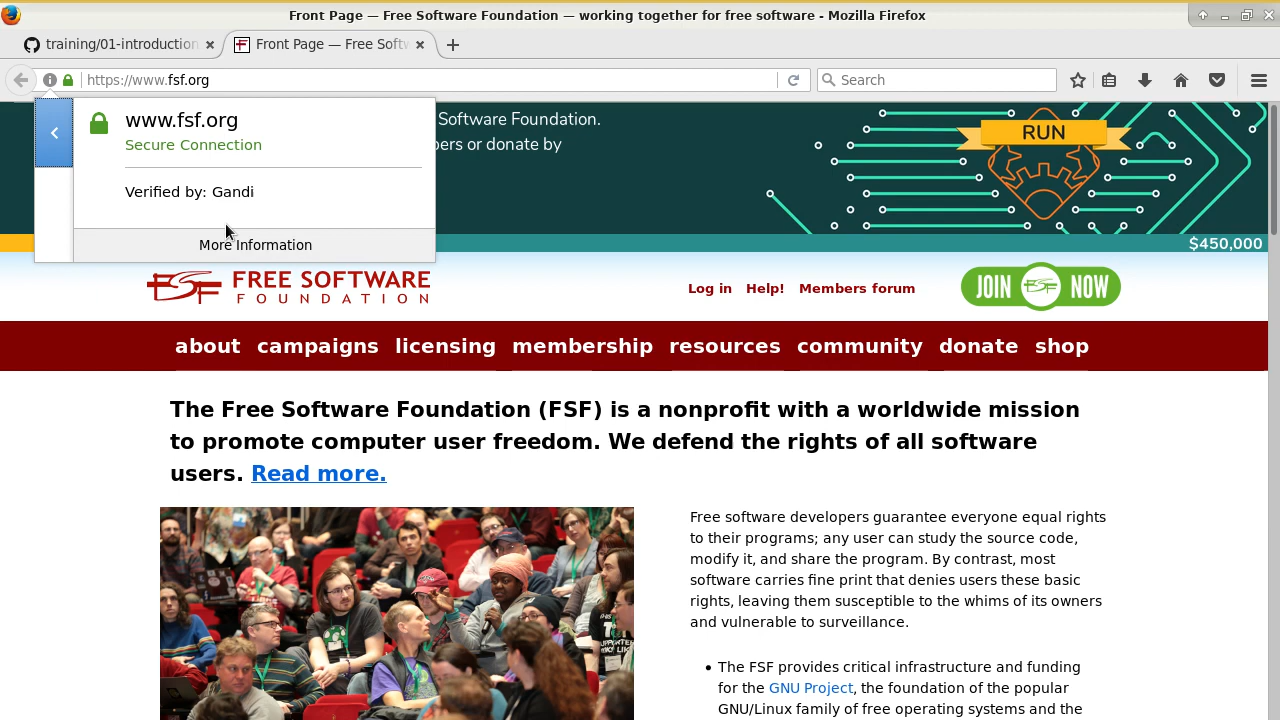 Front Page — Free Software Foundation — working together for free software - Mozilla Firefox
training/01-introduction
Front Page — Free Softw
https://www.fsf.org
Search
www.fsf.org
Secure Connection
Verified by: Gandi
More Information
Software Foundation.
bers or donate by
RUN
$450,000
FREE SOFTWARE
FOUNDATION
Log in Help! Members forum
JOIN FSF NOW
about campaigns licensing membership resources community donate shop
The Free Software Foundation (FSF) is a nonprofit with a worldwide mission
to promote computer user freedom. We defend the rights of all software
users. Read more.
Free software developers guarantee everyone equal rights
to their programs; any user can study the source code,
modify it, and share the program. By contrast, most
software carries fine print that denies users these basic
rights, leaving them susceptible to the whims of its owners
and vulnerable to surveillance.
• The FSF provides critical infrastructure and funding
for the GNU Project, the foundation of the popular
GNU/Linux family of free operating systems and the